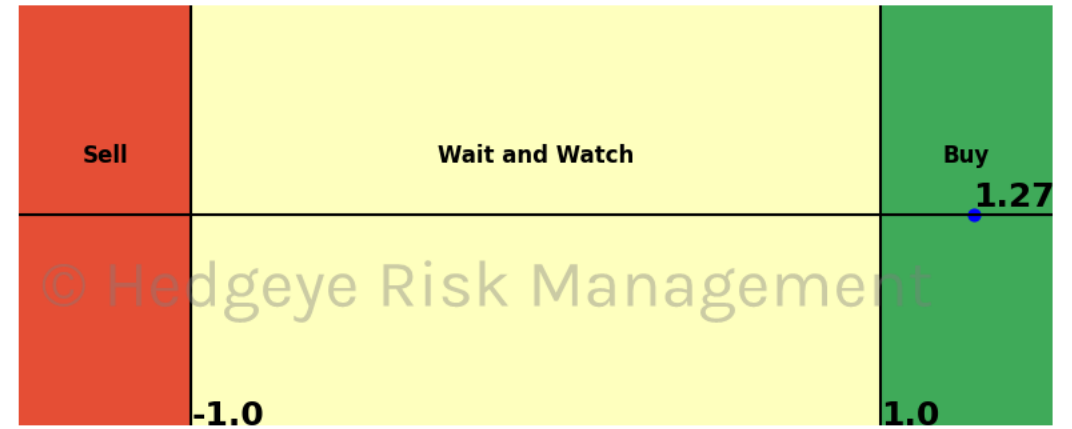 Sell
Wait and Watch
Buy
1.27
© Hedgeye Risk Management
-1.0
1.0